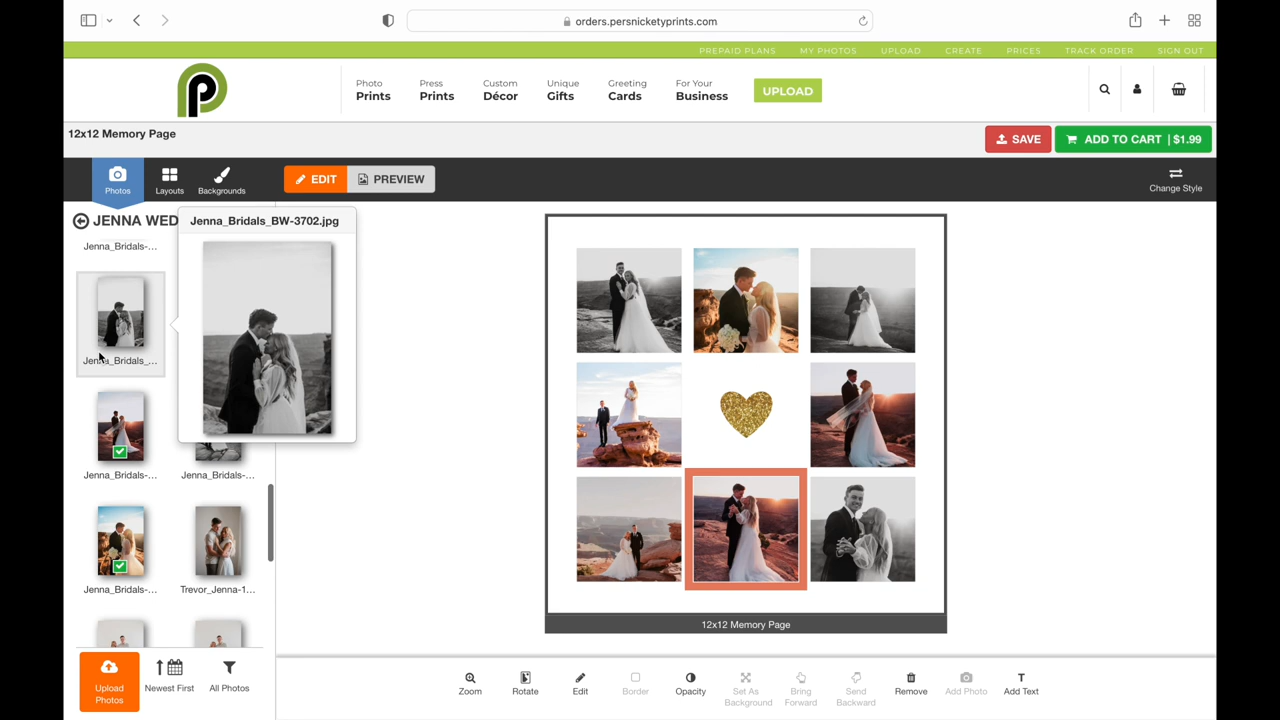 orders.persnicketyprints.com
PREPAID PLANS MY PHOTOS UPLOAD CREATE PRICES TRACK ORDER SIGN OUT
Photo Prints
Press Prints
Custom Décor
Unique Gifts
Greeting Cards
For Your Business
UPLOAD
12x12 Memory Page
SAVE
ADD TO CART | $1.99
Photos
Layouts
Backgrounds
EDIT
PREVIEW
Change Style
JENNA WED
Jenna_Bridals_BW-3702.jpg
Jenna_Bridals-...
Jenna_Bridals_...
Jenna_Bridals-... Jenna_Bridals-...
Jenna_Bridals-... Trevor_Jenna-1...
12x12 Memory Page
Upload Photos
Newest First
All Photos
Zoom
Rotate
Edit
Border
Opacity
Set As Background
Bring Forward
Send Backward
Remove
Add Photo
T
Add Text